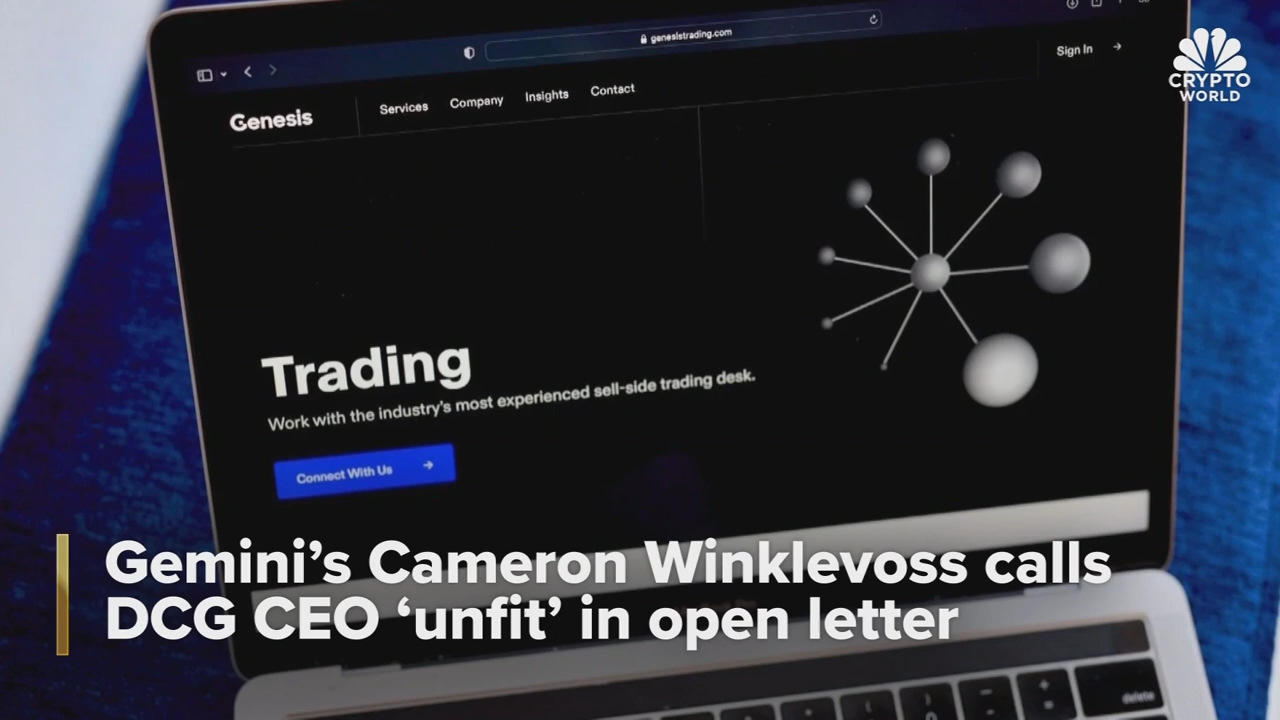 genesistrading.com
CRYPTO
WORLD
Genesis
Services
Company
Insights
Contact
Sign In
Trading
Work with the industry's most experienced sell-side trading desk.
Connect With Us
Gemini’s Cameron Winklevoss calls
DCG CEO ‘unfit’ in open letter
delete